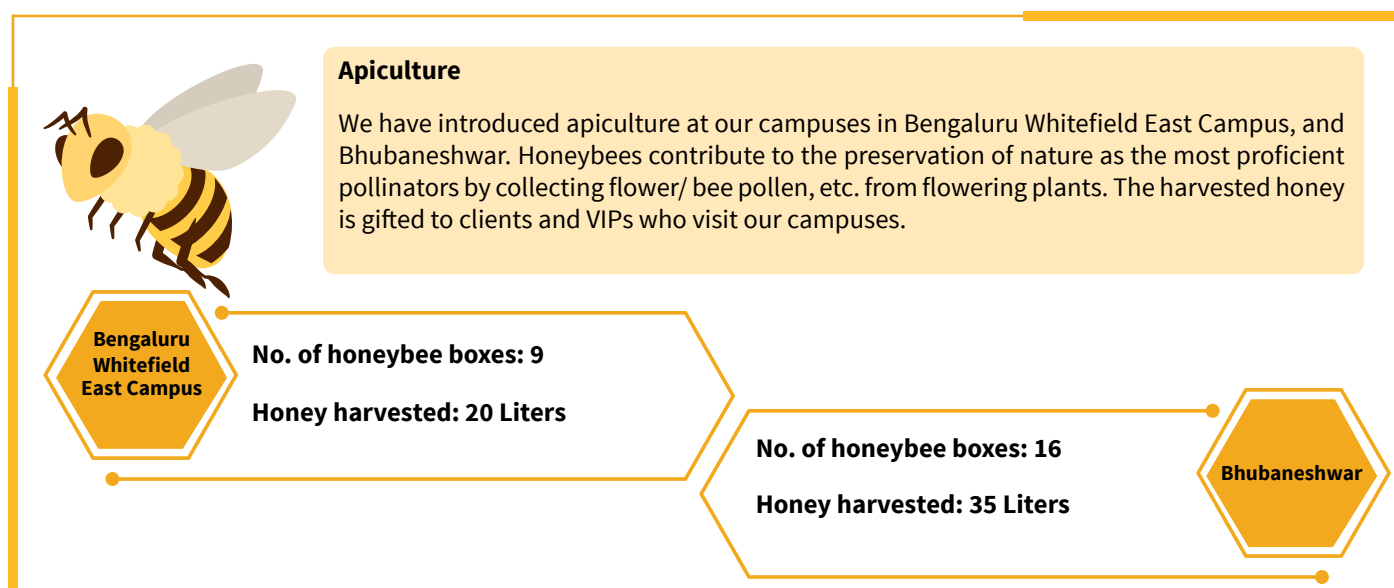 Apiculture
We have introduced apiculture at our campuses in Bengaluru Whitefield East Campus, and
Bhubaneshwar. Honeybees contribute to the preservation of nature as the most proficient
pollinators by collecting flower/ bee pollen, etc. from flowering plants. The harvested honey
is gifted to clients and VIPs who visit our campuses.
Bengaluru
Whitefield
East Campus
No. of honeybee boxes: 9
Honey harvested: 20 Liters
No. of honeybee boxes: 16
Honey harvested: 35 Liters
Bhubaneshwar